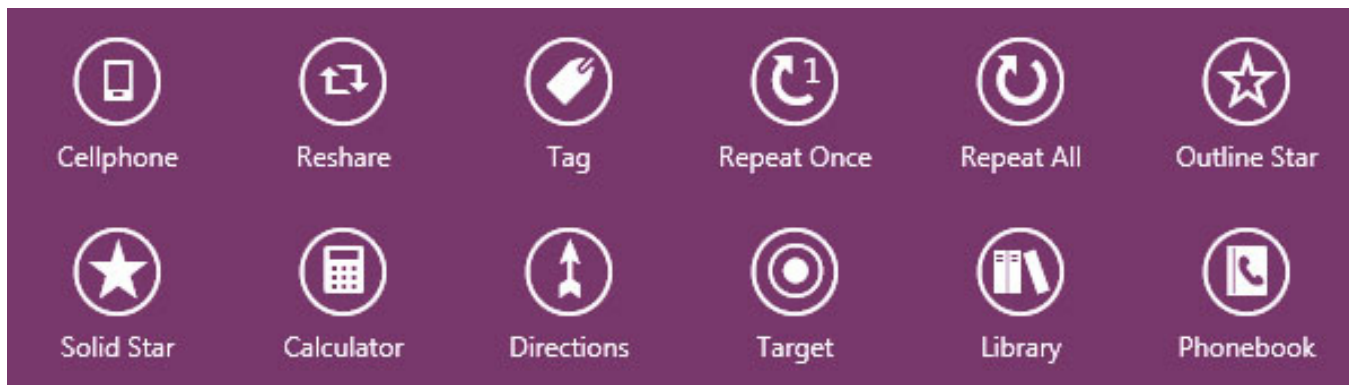 Cellphone Reshare Tag Repeat Once Repeat All Outline Star
Solid Star Calculator Directions Target Library Phonebook